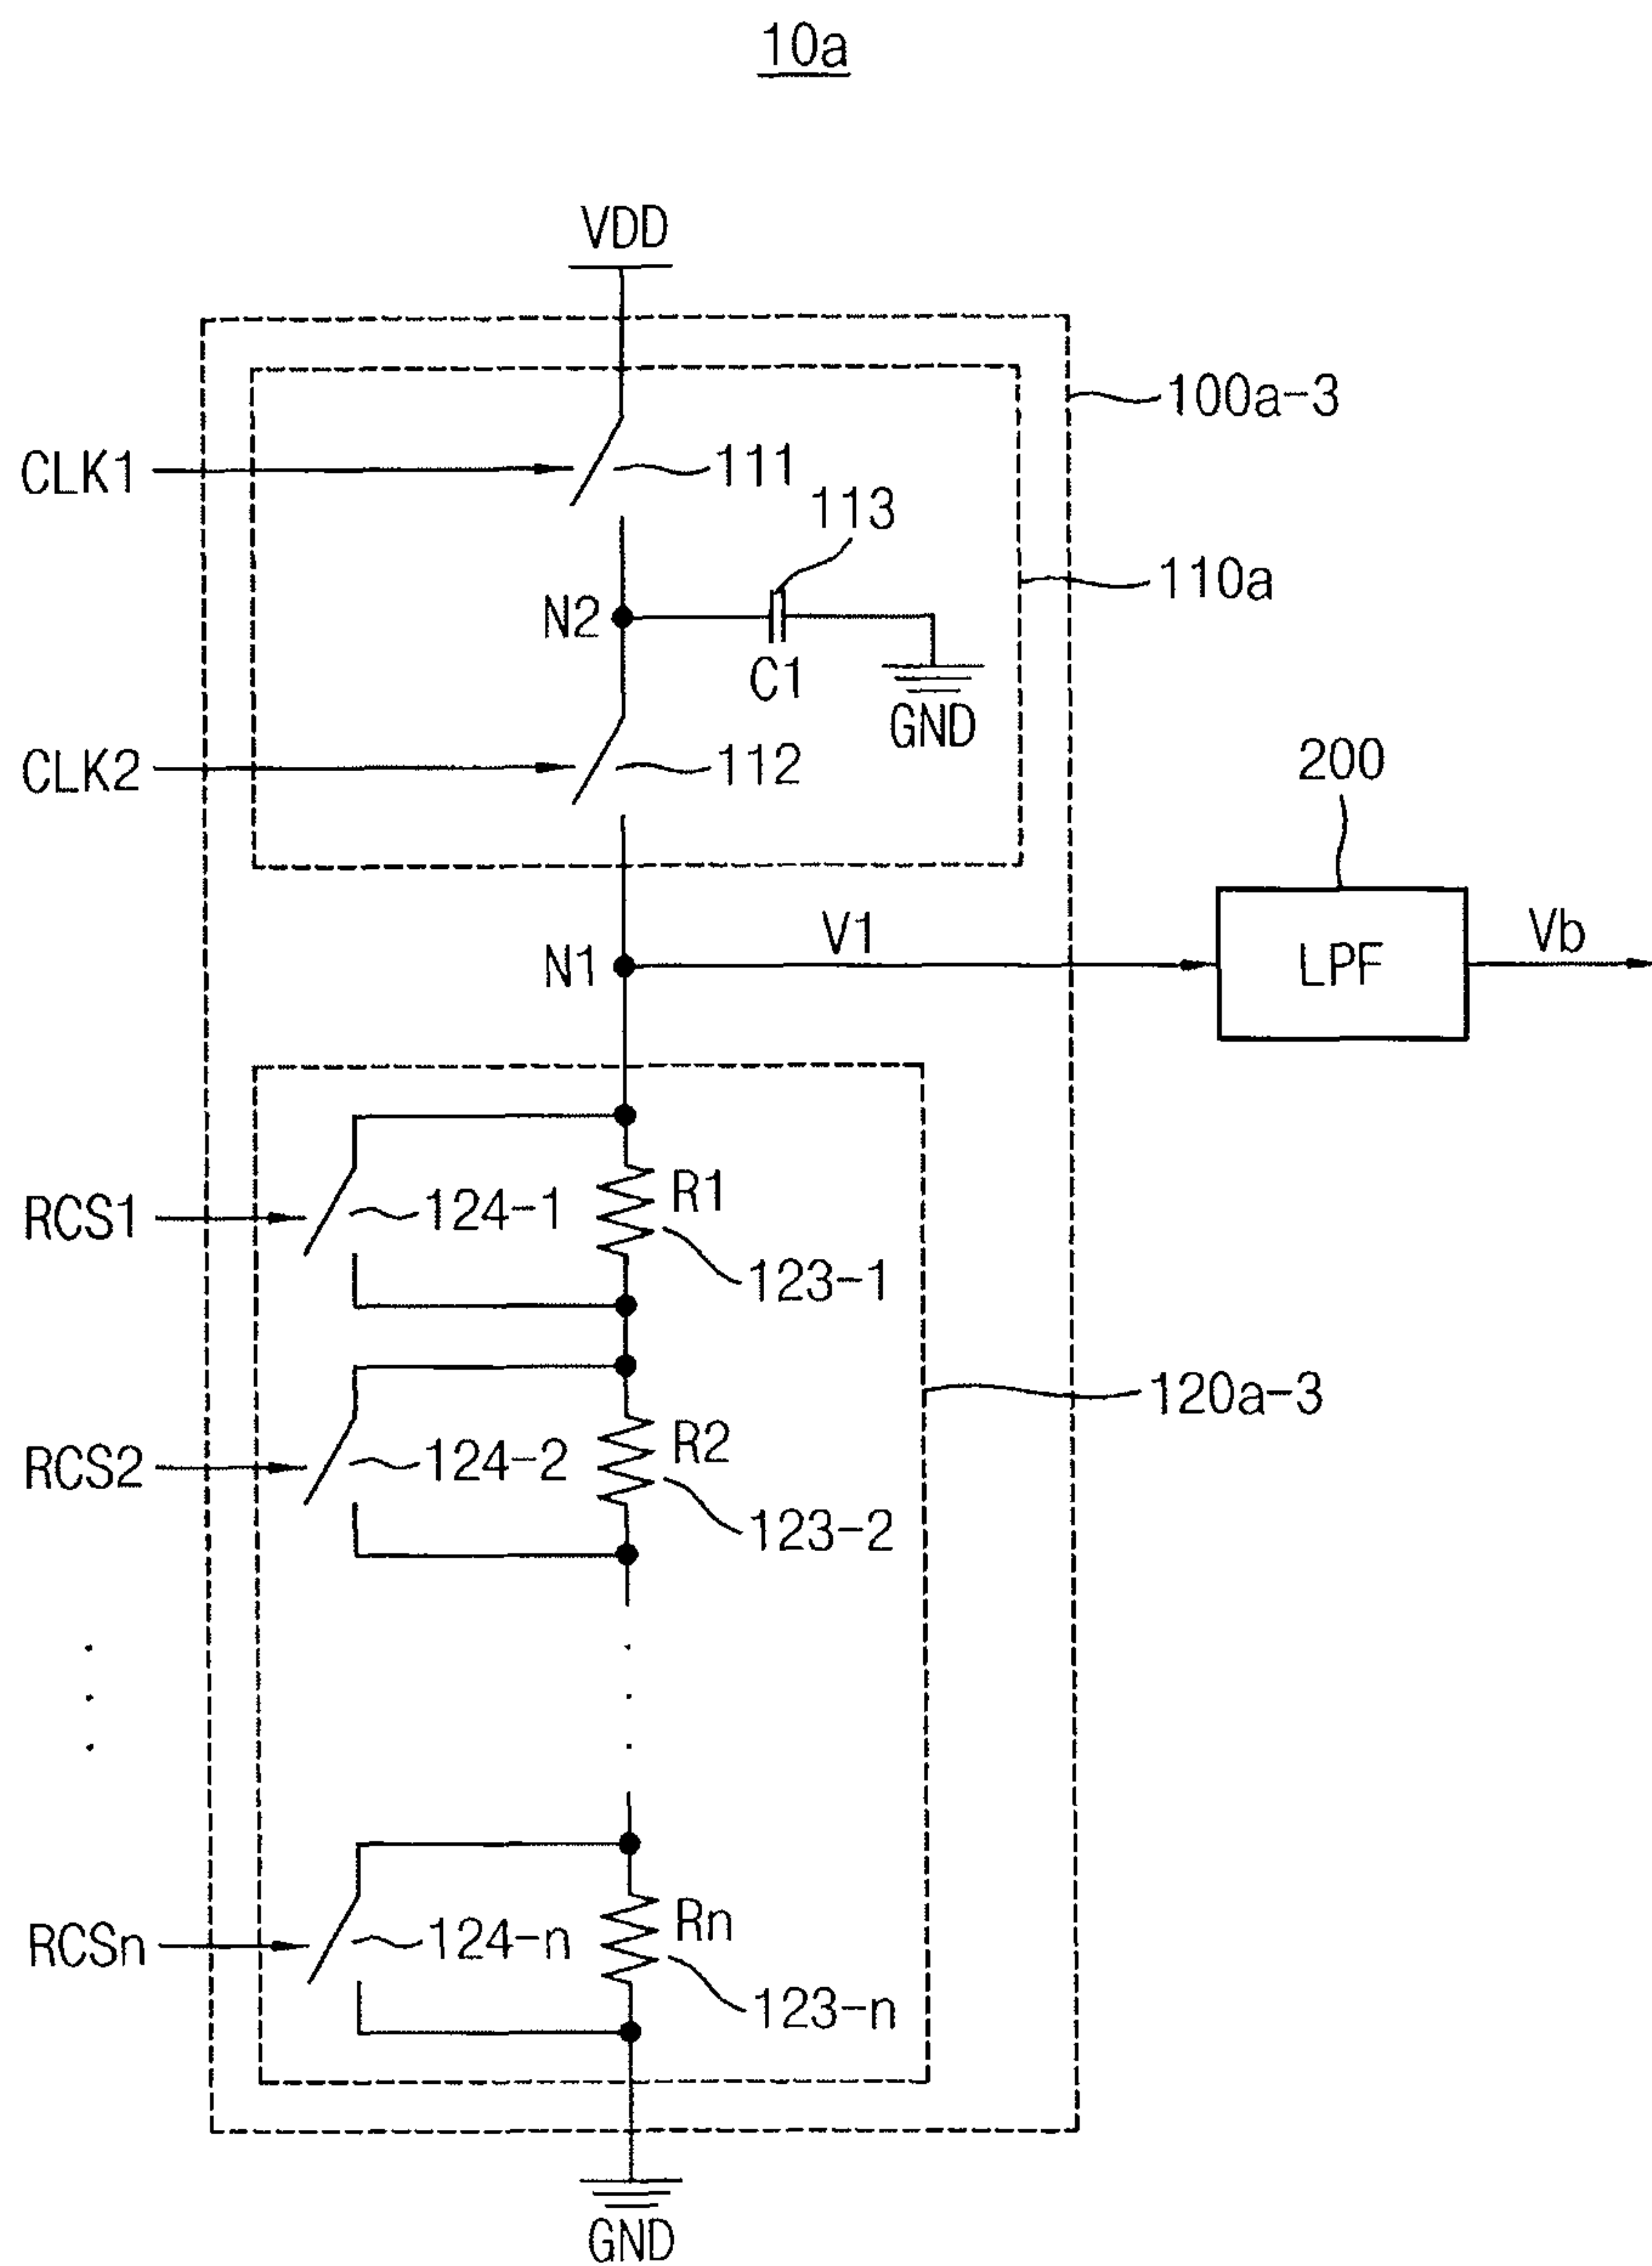 10a
VDD
100a-3
CLK1
111
113
110a
N2
C1
GND
CLK2
112
200
V1
LPF
Vb
N1
RCS1
124-1
R1
123-1
120a-3
RCS2
124-2
R2
123-2
RCSn
124-n
Rn
123-n
GND